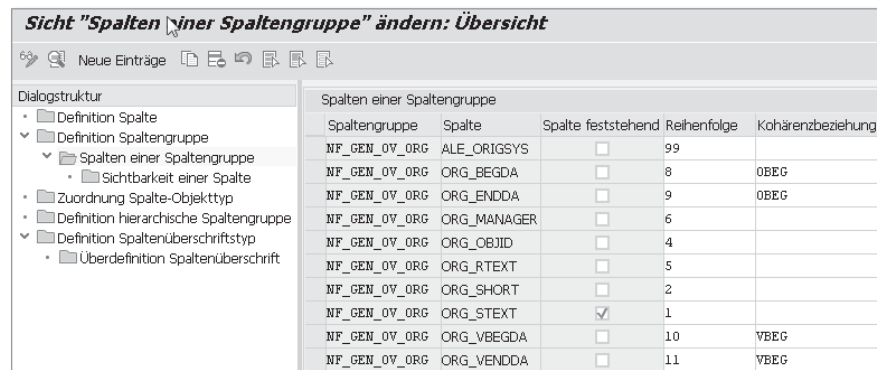 Sicht "Spalten einer Spaltengruppe" ändern: Übersicht
Neue Einträge
Dialogstruktur
Definition Spalte
Definition Spaltengruppe
Spalten einer Spaltengruppe
Sichtbarkeit einer Spalte
Zuordnung Spalte-Objekttyp
Definition hierarchische Spaltengruppe
Definition Spaltenüberschriftstyp
Überdefinition Spaltenüberschrift
Spalten einer Spaltengruppe
Spaltengruppe Spalte Spalte feststehend Reihenfolge Kohärenzbeziehung
NF_GEN_OV_ORG ALE_ORIGSYS 99
NF_GEN_OV_ORG ORG_BEGDA 8 OBEG
NF_GEN_OV_ORG ORG_ENDDA 9 OBEG
NF_GEN_OV_ORG ORG_MANAGER 6
NF_GEN_OV_ORG ORG_OBJID 4
NF_GEN_OV_ORG ORG_RTEXT 5
NF_GEN_OV_ORG ORG_SHORT 2
NF_GEN_OV_ORG ORG_STEXT 1
NF_GEN_OV_ORG ORG_VBEGDA 10 VBEG
NF_GEN_OV_ORG ORG_VENDDA 11 VBEG